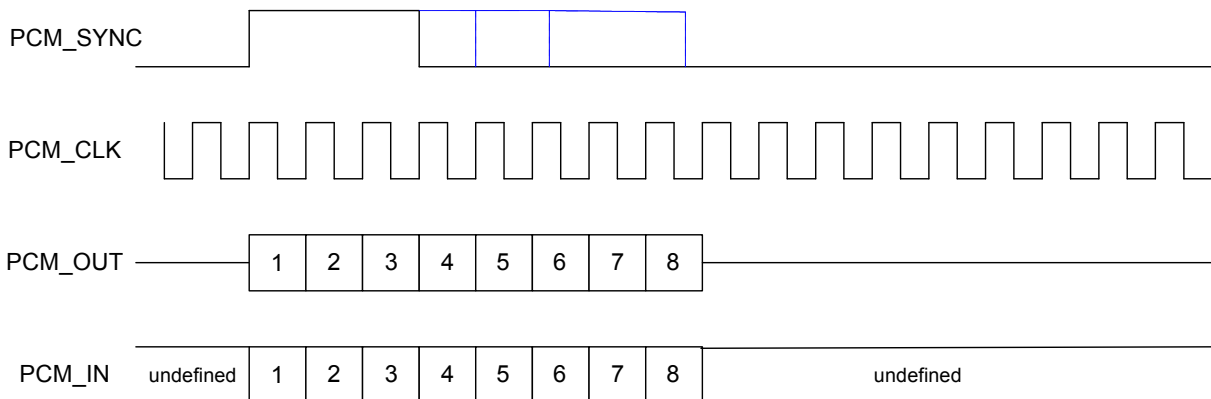 PCM_SYNC
PCM_CLK
PCM_OUT 1 2 3 4 5 6 7 8
PCM_IN undefined 1 2 3 4 5 6 7 8 undefined